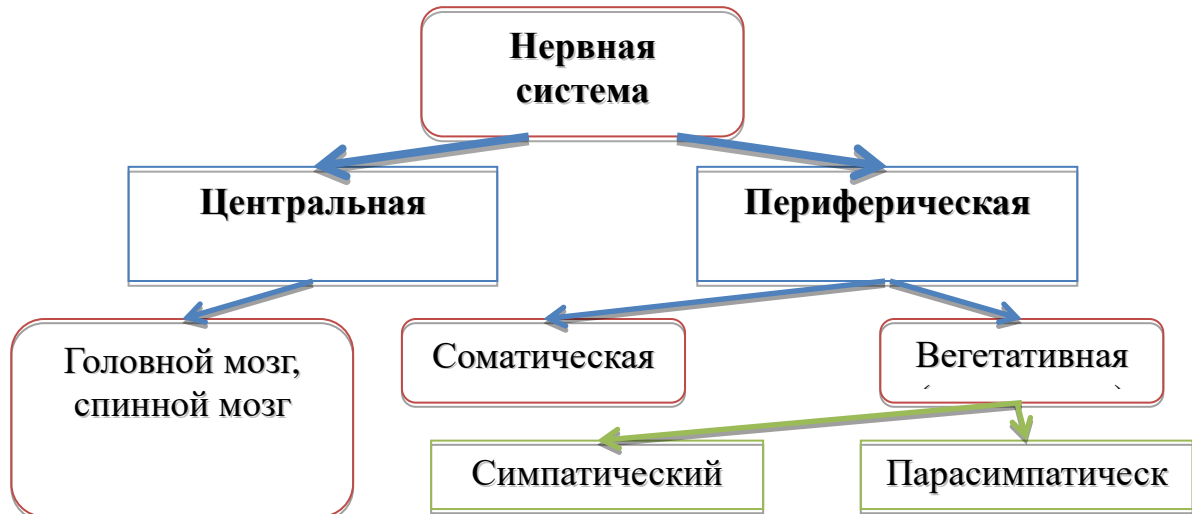 Нервная
система
Центральная
Периферическая
Головной мозг,
спинной мозг
Соматическая
Вегетативная
Симпатический
Парасимпатическ